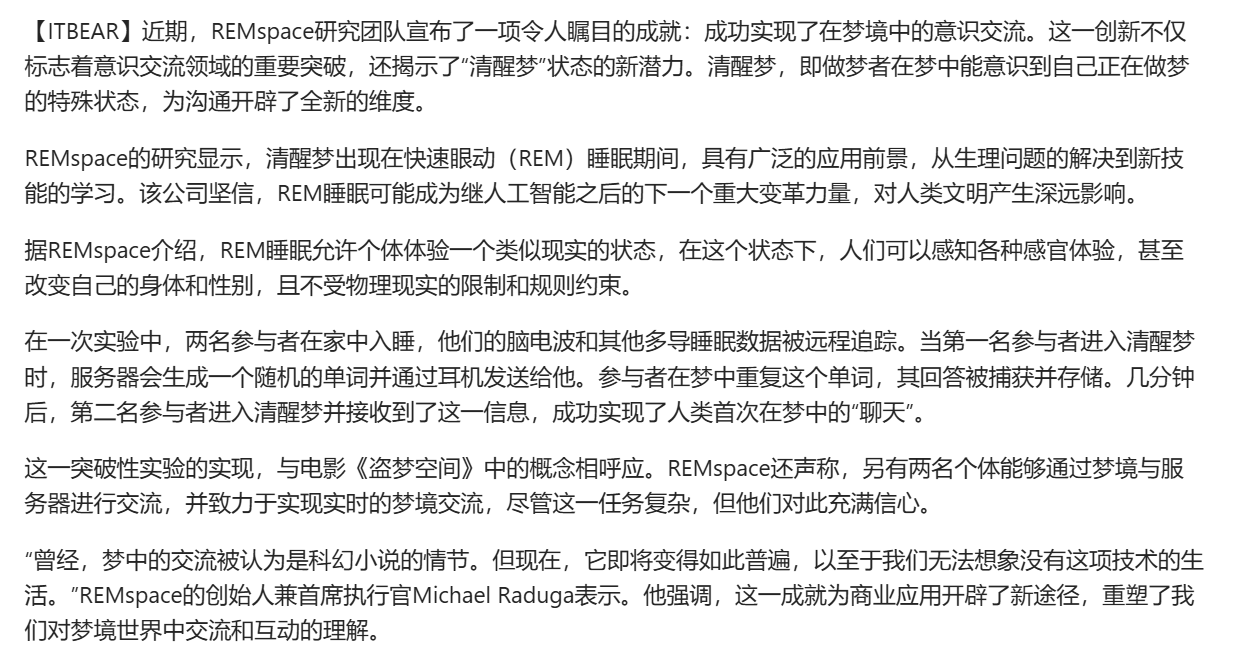 【ITBEAR】近期，REMspace研究团队宣布了一项令人瞩目的成就：成功实现了在梦境中的意识交流。这一创新不仅
标志着意识交流领域的重要突破，还揭示了“清醒梦”状态的新潜力。清醒梦，即做梦者在梦中能意识到自己正在做梦
的特殊状态，为沟通开辟了全新的维度。
REMspace的研究显示，清醒梦出现在快速眼动（REM）睡眠期间，具有广泛的应用前景，从生理问题的解决到新技
能的学习。该公司坚信，REM睡眠可能成为继人工智能之后的下一个重大变革力量，对人类文明产生深远影响。
据REMspace介绍，REM睡眠允许个体体验一个类似现实的状态，在这个状态下，人们可以感知各种感官体验，甚至
改变自己的身体和性别，且不受物理现实的限制和规则约束。
在一次实验中，两名参与者在家中入睡，他们的脑电波和其他多导睡眠数据被远程追踪。当第一名参与者进入清醒梦
时，服务器会生成一个随机的单词并通过耳机发送给他。参与者在梦中重复这个单词，其回答被捕获并存储。几分钟
后，第二名参与者进入清醒梦并接收到了这一信息，成功实现了人类首次在梦中的“聊天”。
这一突破性实验的实现，与电影《盗梦空间》中的概念相呼应。REMspace还声称，另有两名个体能够通过梦境与服
务器进行交流，并致力于实现实时的梦境交流，尽管这一任务复杂，但他们对此充满信心。
“曾经，梦中的交流被认为是科幻小说的情节。但现在，它即将变得如此普遍，以至于我们无法想象没有这项技术的生
活。”REMspace的创始人兼首席执行官Michael Raduga表示。他强调，这一成就为商业应用开辟了新途径，重塑了我
们对梦境世界中交流和互动的理解。